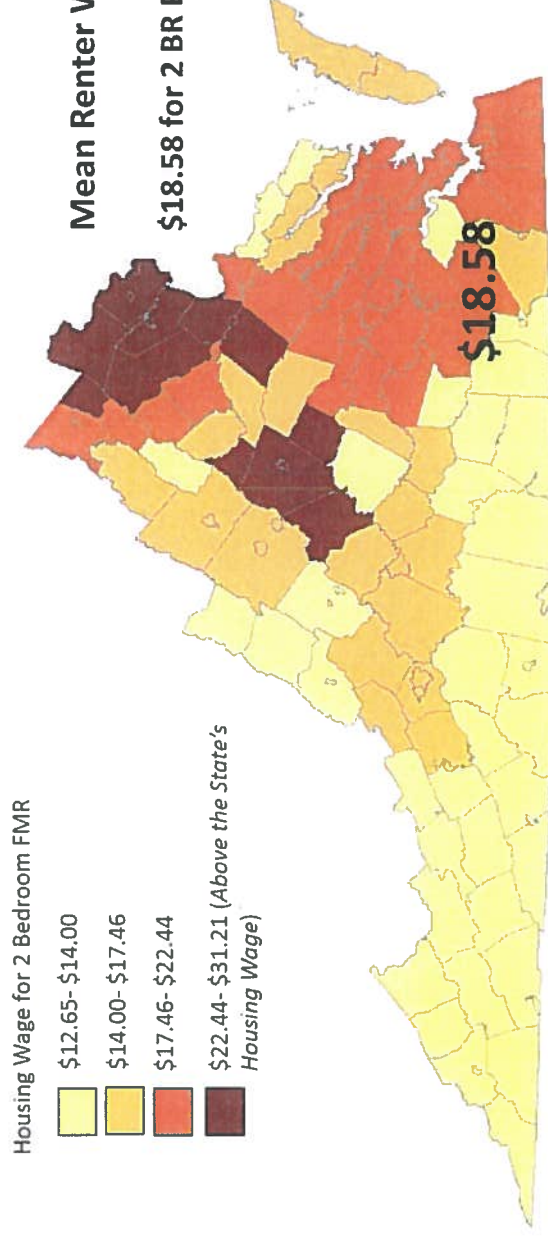 Housing Wage for 2 Bedroom FMR
$12.65- $14.00
$14.00- $17.46
$17.46- $22.44
$22.44- $31.21 (Above the State's
Housing Wage)
Mean Renter W
$18.58 for 2 BR
$18.58